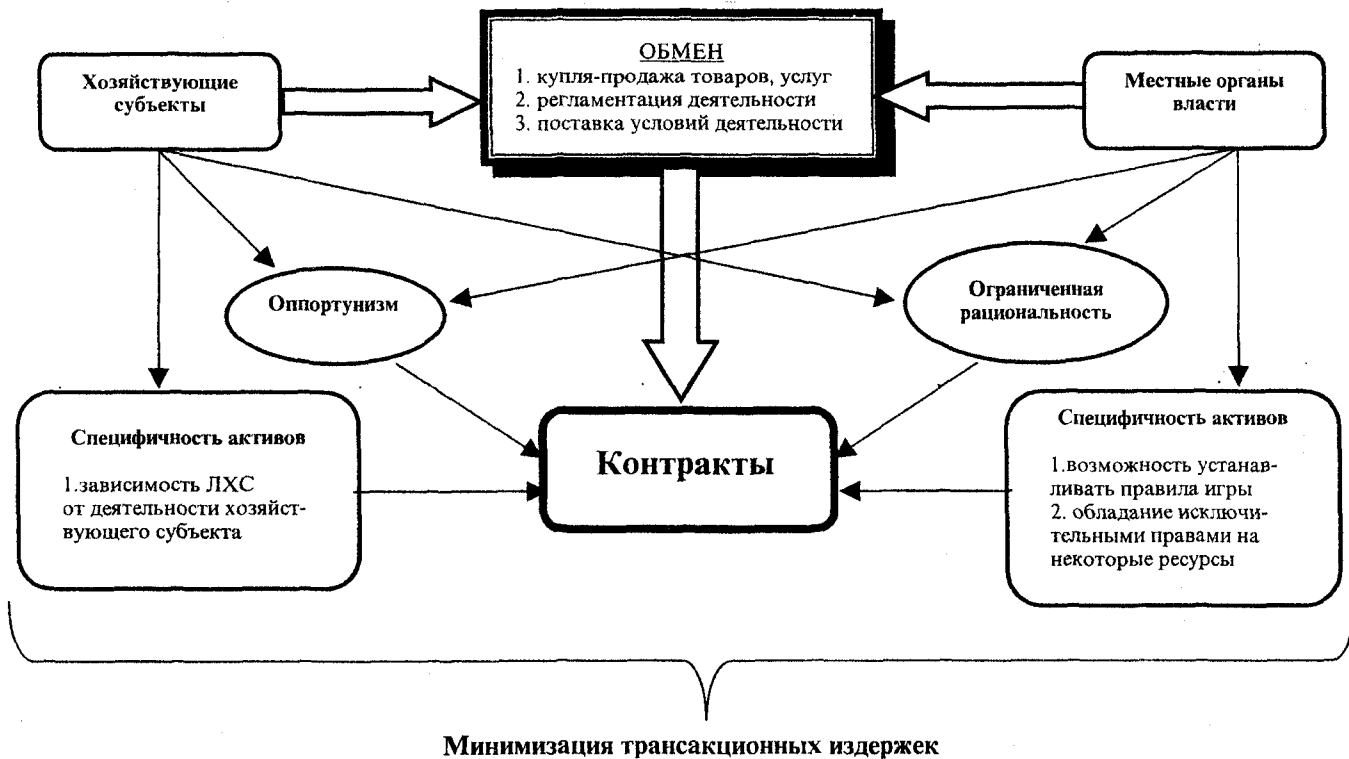 ОБМЕН
1. купля-продажа товаров, услуг
2. регламентация деятельности
3. поставка условий деятельности
Хозяйствующие
субъекты
Местные органы
власти
Оппортунизм
Ограниченная
рациональность
Специфичность активов
1.зависимость ЛХС
от деятельности хозяйст-
вующего субъекта
Контракты
Специфичность активов
1.возможность устанав-
ливать правила игры
2. обладание исключи-
тельными правами на
некоторые ресурсы
Минимизация трансакционных издержек